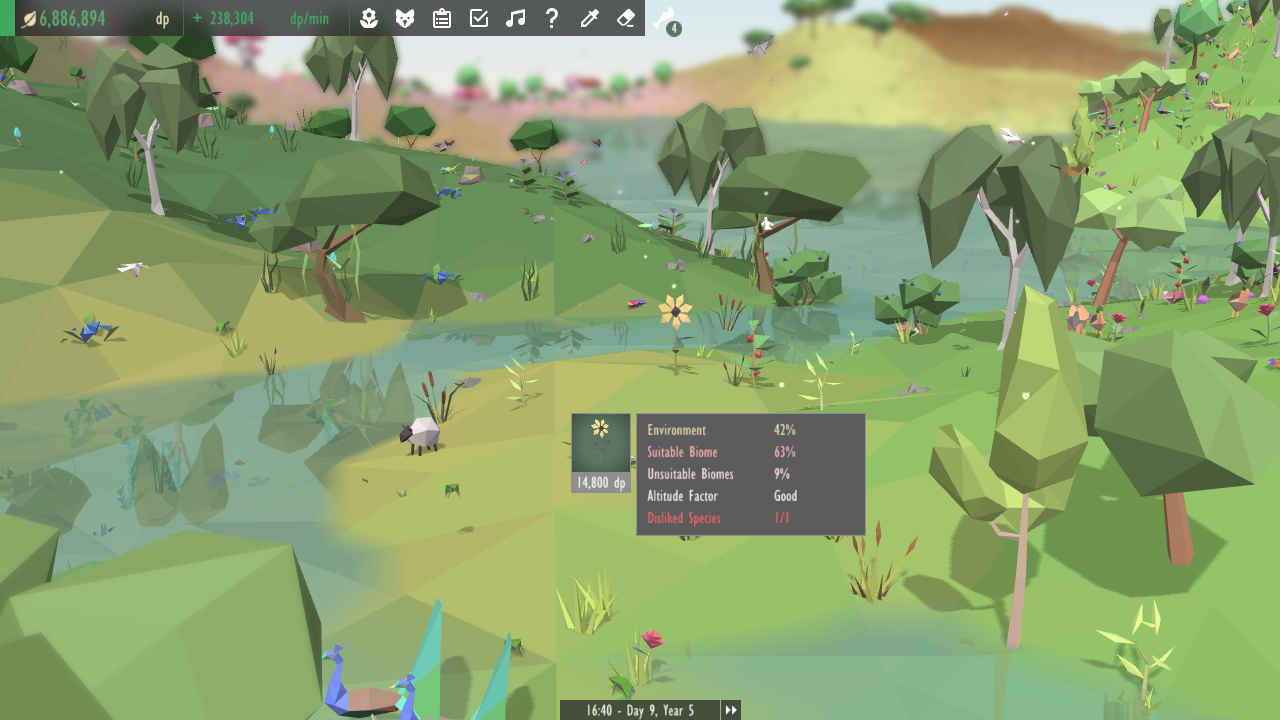 6,886,894 dp + 238,304 dp/min ?
4
Environment 42%
Suitable Biome 63%
Unsuitable Biomes 9%
Altitude Factor Good
Disliked Species 1/1
14,800 dp
16:40 - Day 9, Year 5